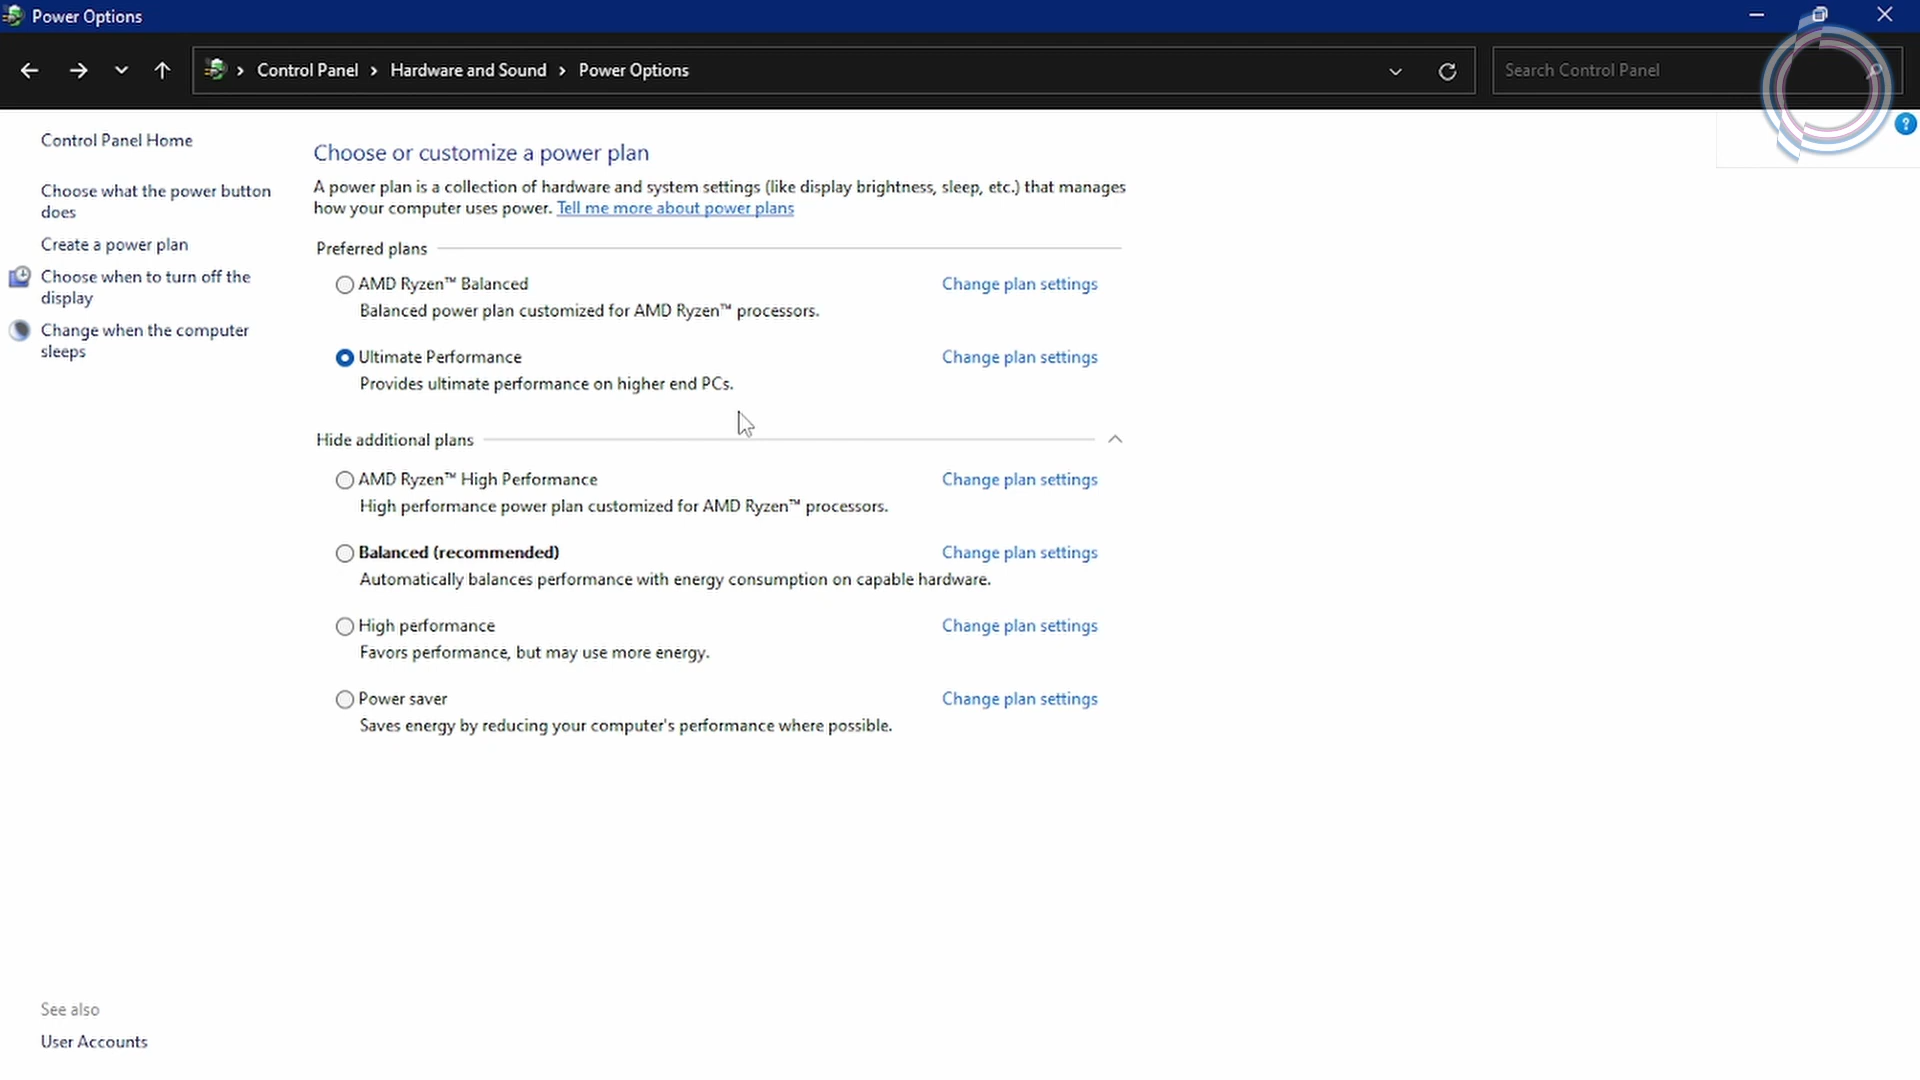 Power Options
Control Panel
Hardware and Sound
Power Options
Search Control Panel
?
Control Panel Home
Choose what the power button
does
Create a power plan
Choose when to turn off the
display
Change when the computer
sleeps
See also
User Accounts
Choose or customize a power plan
A power plan is a collection of hardware and system settings (like display brightness, sleep, etc.) that manages
how your computer uses power. Tell me more about power plans
Preferred plans
AMD Ryzen™ Balanced
Change plan settings
Balanced power plan customized for AMD Ryzen™ processors.
Ultimate Performance
Change plan settings
Provides ultimate performance on higher end PCs.
Hide additional plans
AMD Ryzen™ High Performance
Change plan settings
High performance power plan customized for AMD Ryzen™ processors.
Balanced (recommended)
Change plan settings
Automatically balances performance with energy consumption on capable hardware.
High performance
Change plan settings
Favors performance, but may use more energy.
Power saver
Change plan settings
Saves energy by reducing your computer's performance where possible.